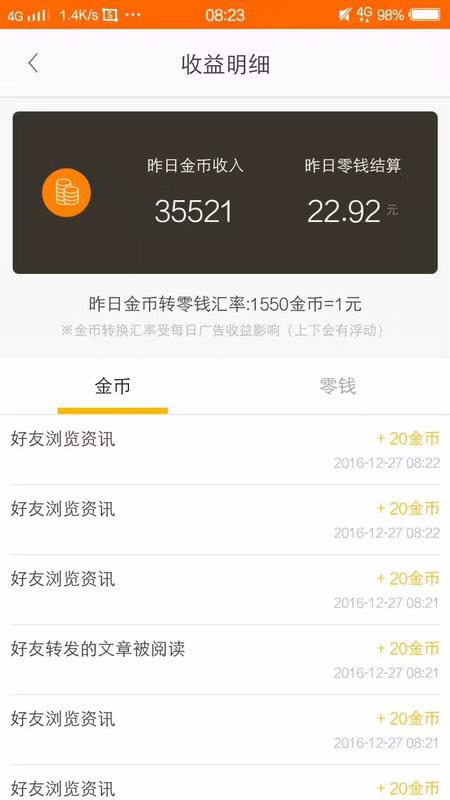 4G 1.4K/s ··· 08:23 4G 98%
收益明细
昨日金币收入 昨日零钱结算
35521 22.92 元
昨日金币转零钱汇率:1550金币=1元
※金币转换汇率受每日广告收益影响（上下会有浮动）
金币 零钱
好友浏览资讯 + 20金币
2016-12-27 08:22
好友浏览资讯 + 20金币
2016-12-27 08:22
好友浏览资讯 + 20金币
2016-12-27 08:21
好友转发的文章被阅读 + 20金币
2016-12-27 08:21
好友浏览资讯 + 20金币
2016-12-27 08:21
好友浏览资讯 + 20金币